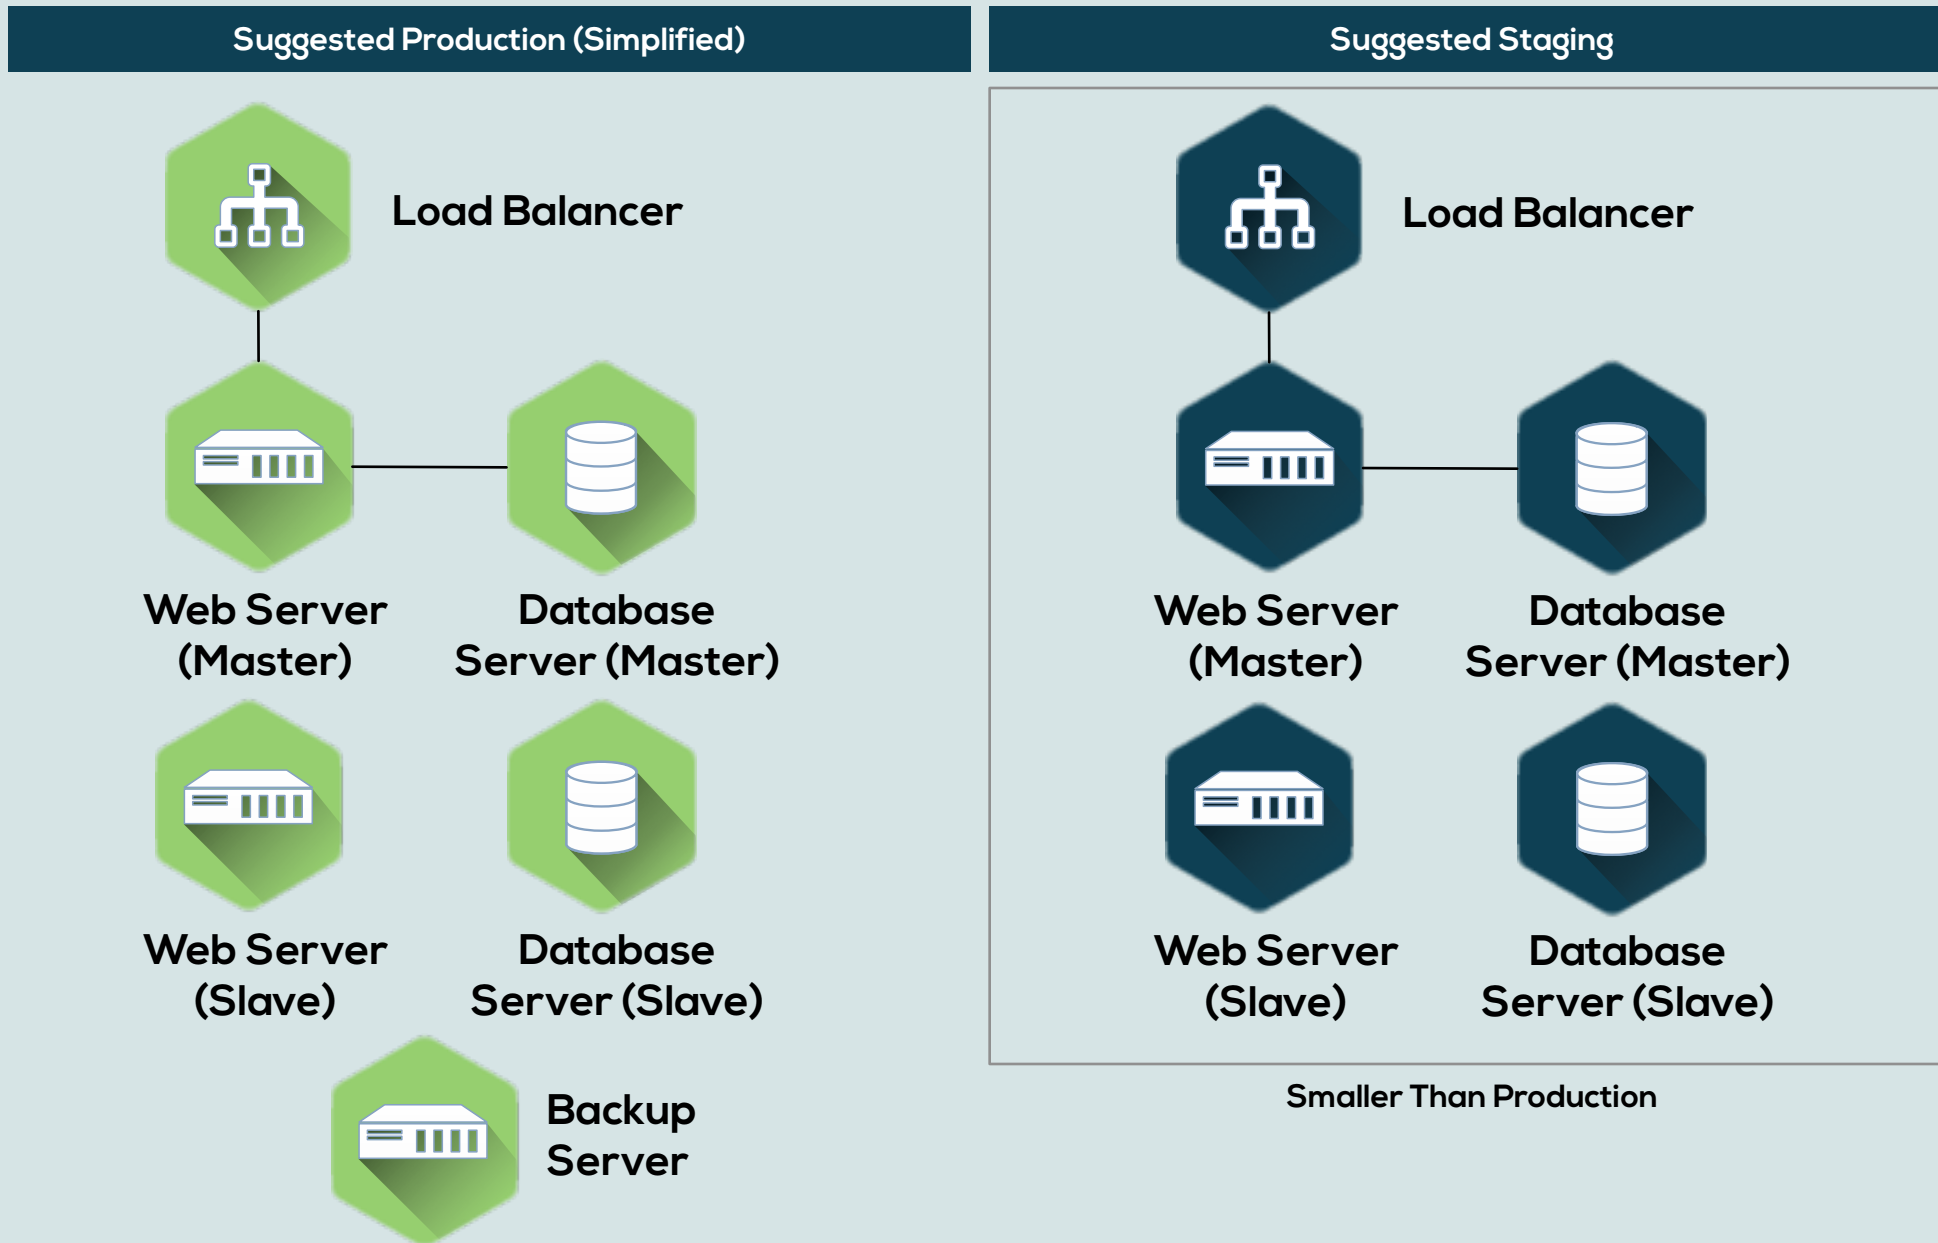 Suggested Production (Simplified)
Load Balancer
Web Server
(Master)
Database
Server (Master)
Web Server
(Slave)
Database
Server (Slave)
Backup
Server
Suggested Staging
Load Balancer
Web Server
(Master)
Database
Server (Master)
Web Server
(Slave)
Database
Server (Slave)
Smaller Than Production